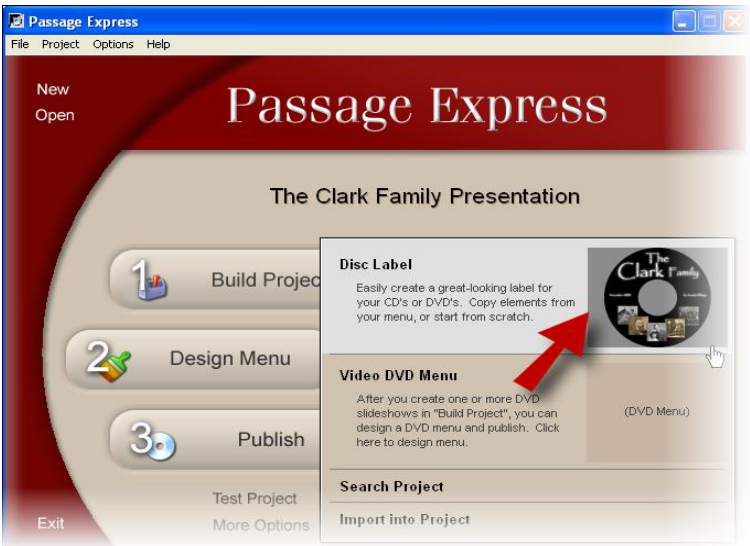 Passage Express
File Project Options Help
New
Open
Passage Express
The Clark Family Presentation
1 Build Projec
2 Design Menu
3 Publish
Test Project
More Options
Exit
Disc Label
Easily create a great-looking label for
your CD's or DVD's. Copy elements from
your menu, or start from scratch.
The
Clark Family
Video DVD Menu
After you create one or more DVD
slideshows in "Build Project", you can
design a DVD menu and publish. Click
here to design menu.
(DVD Menu)
Search Project
Import into Project